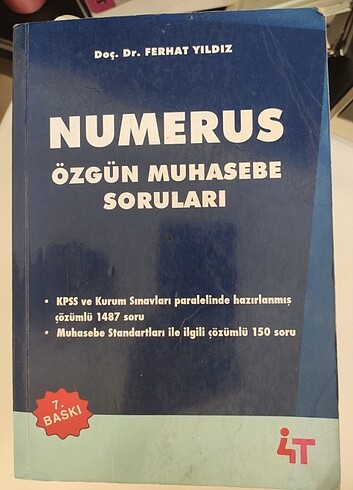 Doç. Dr. FERHAT YILDIZ
NUMERUS
ÖZGÜN MUHASEBE
SORULARI
• KPSS ve Kurum Sınavları paralelinde hazırlanmış
çözümlü 1487 soru
• Muhasebe Standartları ile ilgili çözümlü 150 soru
7.
BASKI
4T